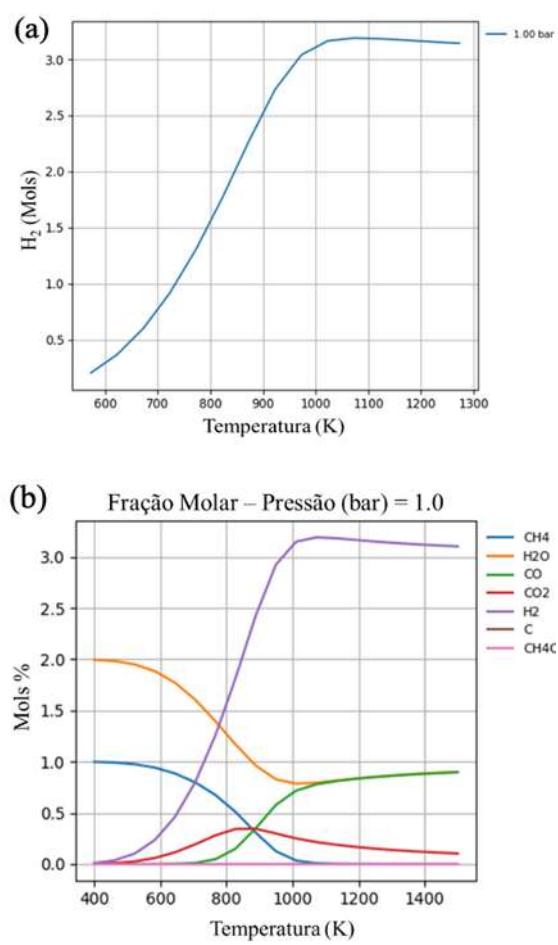 (a)
1.00 bar
3.0
2.5
2.0
1.5
1.0
0.5
H₂ (Mols)
600 700 800 900 1000 1100 1200 1300
Temperatura (K)
(b)
Fração Molar – Pressão (bar) = 1.0
CH4
H2O
CO
CO2
H2
C
CH4O
3.0
2.5
2.0
1.5
1.0
0.5
0.0
Mols %
400 600 800 1000 1200 1400
Temperatura (K)